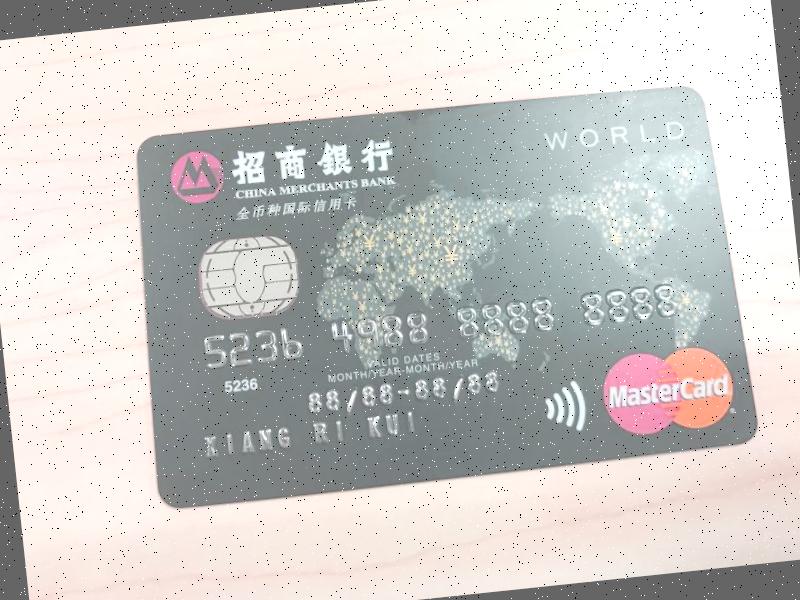 招商银行
CHINA MERCHANTS BANK
全币种国际信用卡
WORLD
5236 4988 8888 8888
5236
VALID DATES
MONTH/YEAR-MONTH/YEAR
88/88-88/88
XIANG RI KUI
MasterCard